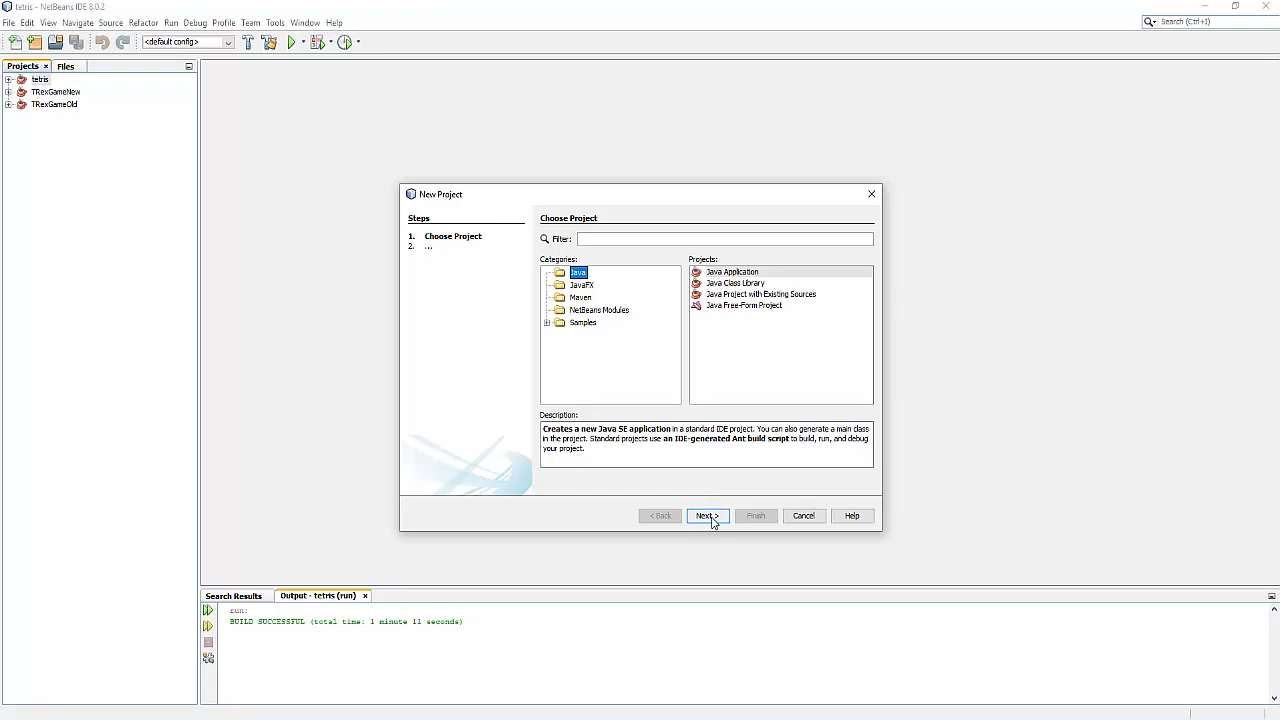 tetris - NetBeans IDE 8.0.2
File Edit View Navigate Source Refactor Run Debug Profile Team Tools Window Help
Search (Ctrl+I)
<default config>
Projects
Files
tetris
TRexGameNew
TRexGameOld
New Project
Steps
1. Choose Project
2. ...
Choose Project
Filter:
Categories:
Java
JavaFX
Maven
NetBeans Modules
Samples
Projects:
Java Application
Java Class Library
Java Project with Existing Sources
Java Free-Form Project
Description:
Creates a new Java SE application in a standard IDE project. You can also generate a main class
in the project. Standard projects use an IDE-generated Ant build script to build, run, and debug
your project.
< Back
Next >
Finish
Cancel
Help
Search Results
Output - tetris (run)
run:
BUILD SUCCESSFUL (total time: 1 minute 11 seconds)